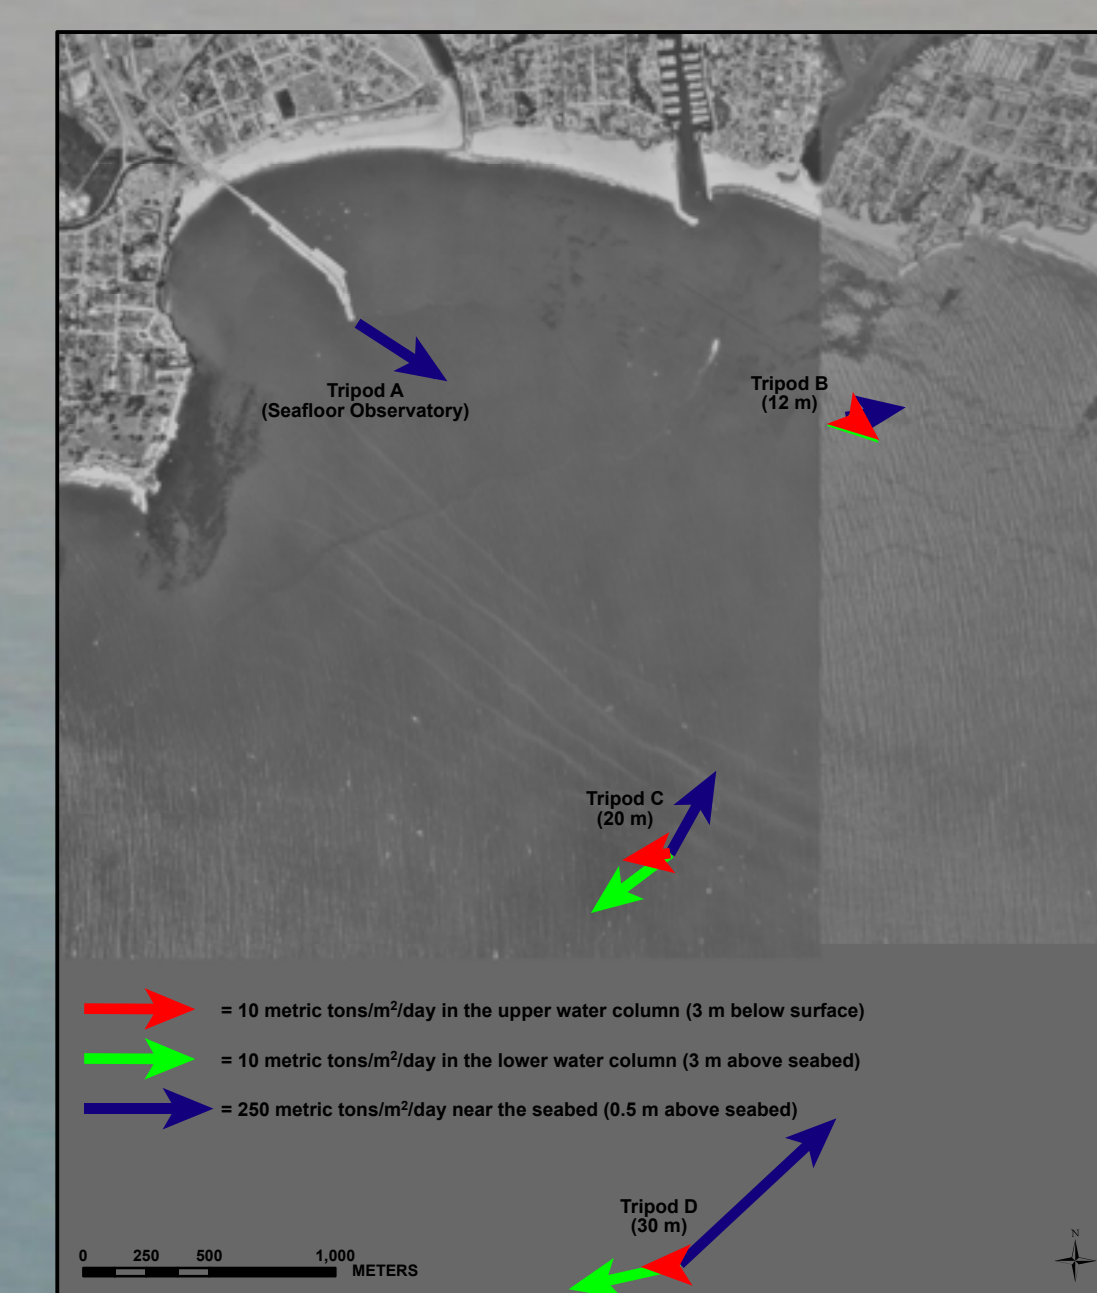 Tripod A
(Seafloor Observatory)
Tripod B
(12 m)
Tripod C
(20 m)
= 10 metric tons/m²/day in the upper water column (3 m below surface)
= 10 metric tons/m²/day in the lower water column (3 m above seabed)
= 250 metric tons/m²/day near the seabed (0.5 m above seabed)
Tripod D
(30 m)
N
0 250 500 1,000
METERS